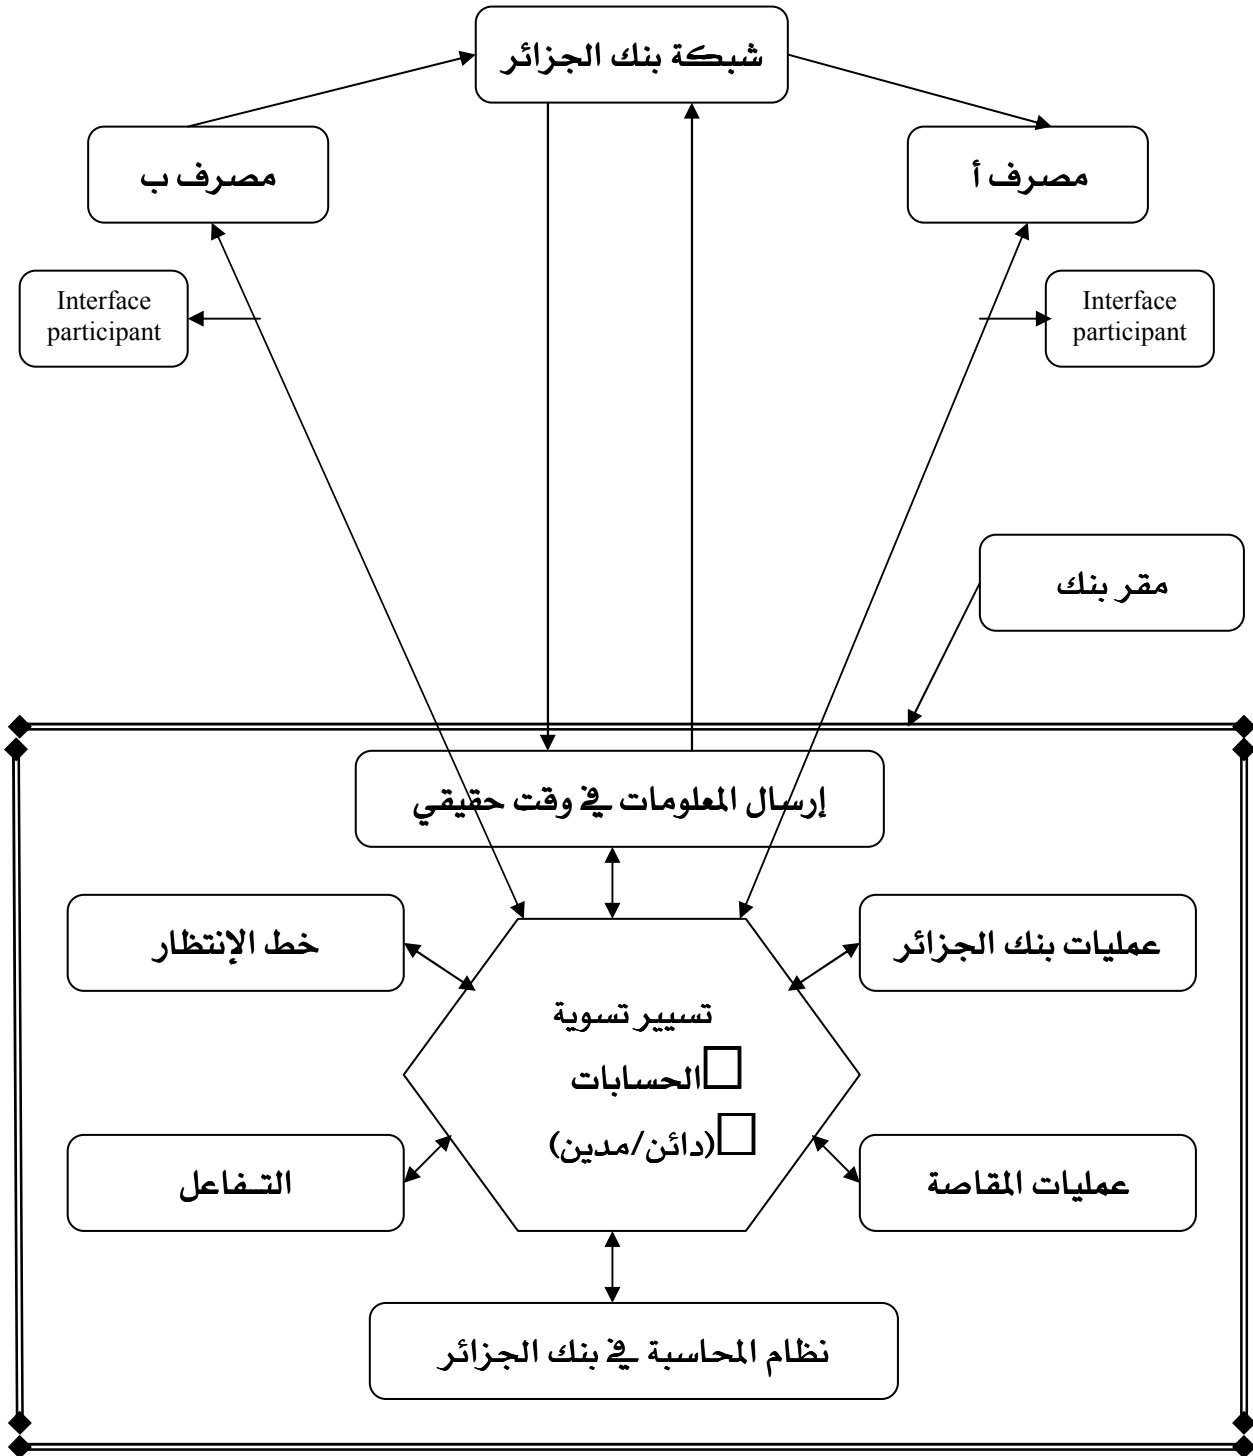 شبكة بنك الجزائر
مصرف أ
مصرف ب
Interface
participant
Interface
participant
مقر بنك
إرسال المعلومات في وقت حقيقي
عمليات بنك الجزائر
خط الإنتظار
تسيير تسوية
الحسابات
(دائن/مدين)
عمليات المقاصة
التفاعل
نظام المحاسبة في بنك الجزائر